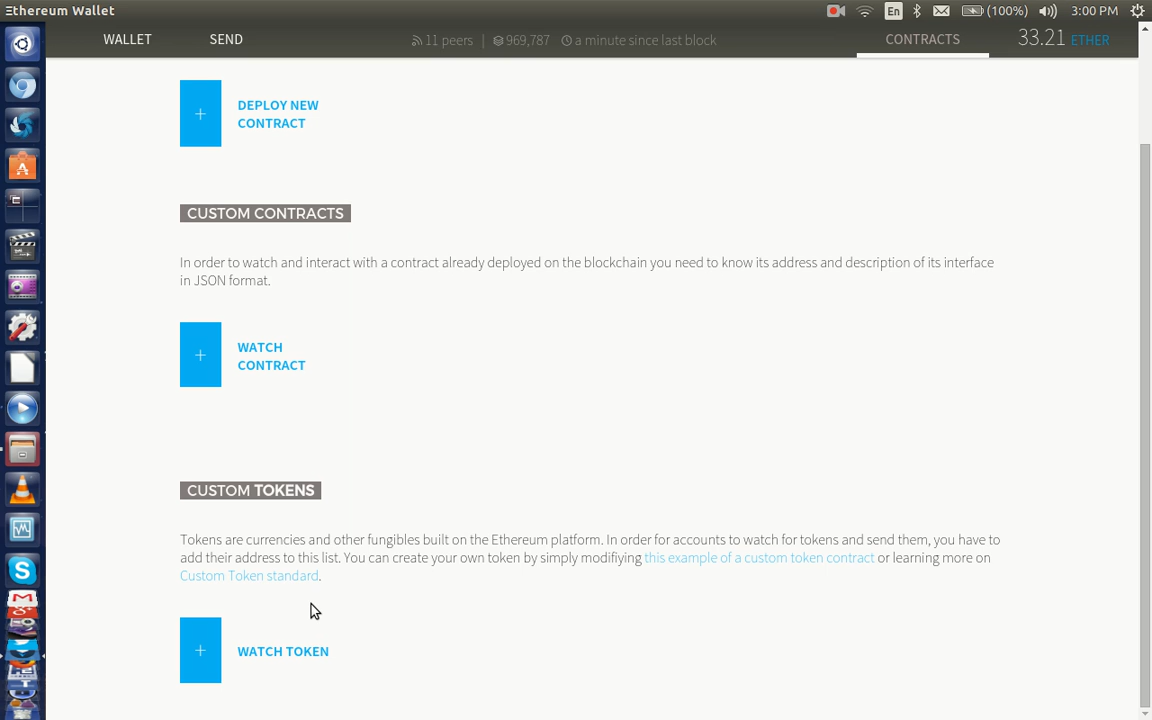 Ethereum Wallet
En
(100%)
3:00 PM
WALLET
SEND
11 peers | 969,787 a minute since last block
CONTRACTS
33.21 ETHER
+
DEPLOY NEW
CONTRACT
CUSTOM CONTRACTS
In order to watch and interact with a contract already deployed on the blockchain you need to know its address and description of its interface
in JSON format.
+
WATCH
CONTRACT
CUSTOM TOKENS
Tokens are currencies and other fungibles built on the Ethereum platform. In order for accounts to watch for tokens and send them, you have to
add their address to this list. You can create your own token by simply modifiying this example of a custom token contract or learning more on
Custom Token standard.
+
WATCH TOKEN